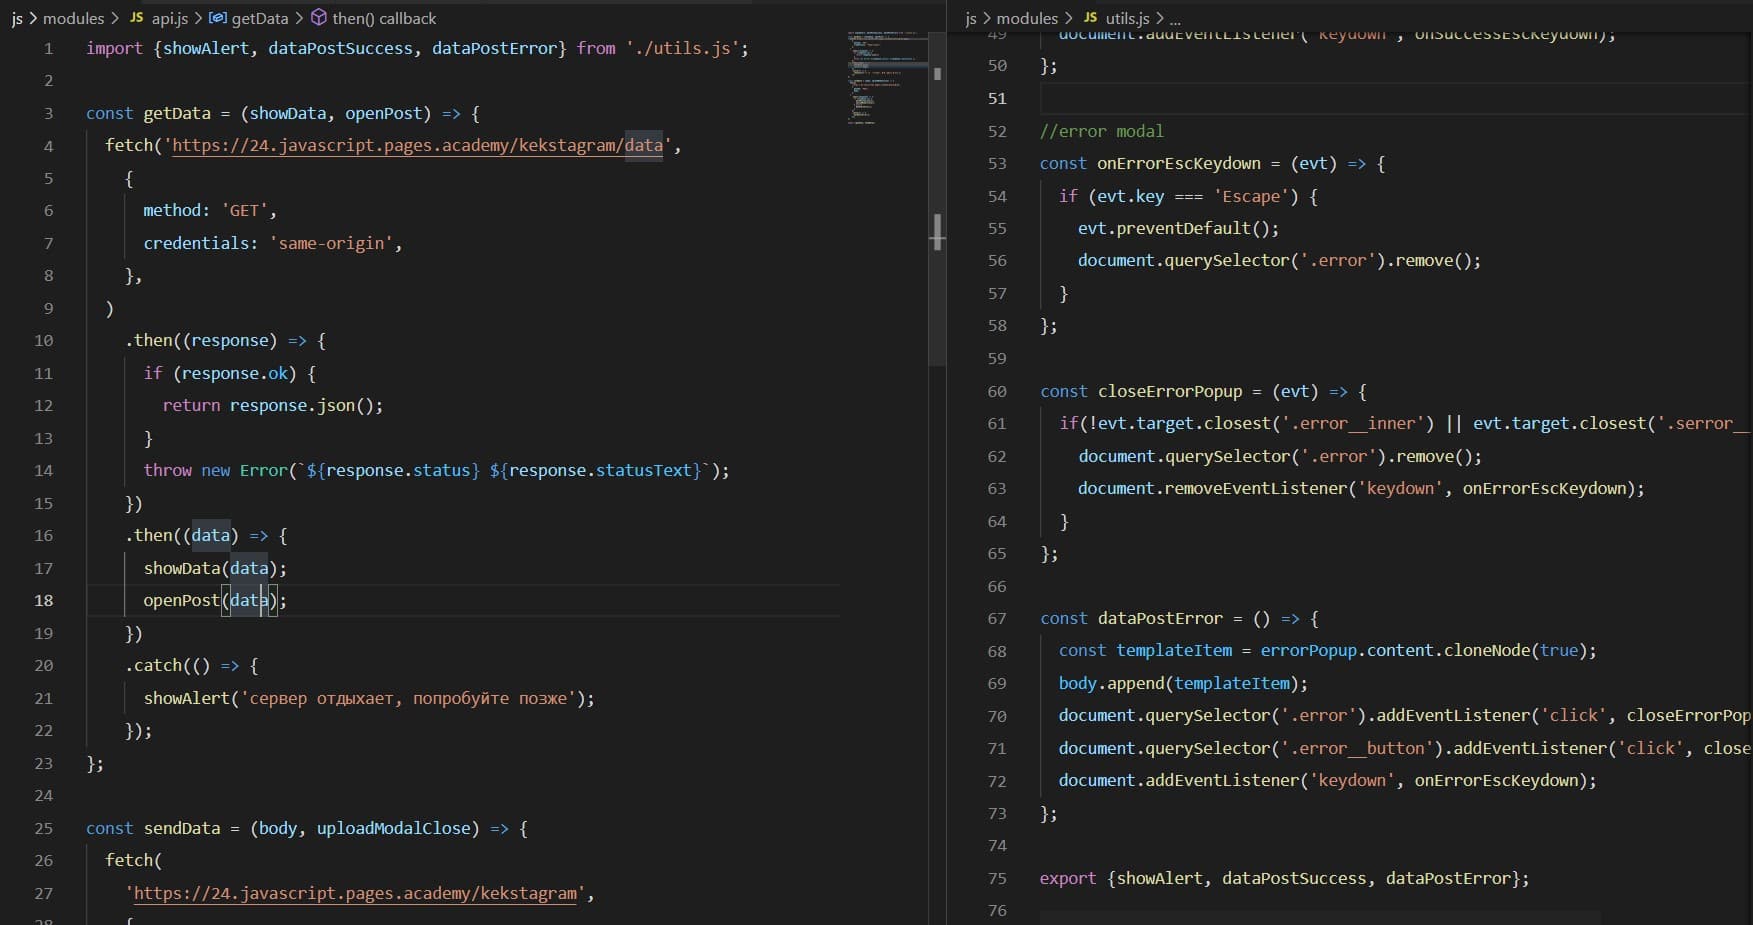 js > modules > JS api.js > getData > then() callback
1 import {showAlert, dataPostSuccess, dataPostError} from './utils.js';
2
3 const getData = (showData, openPost) => {
4 fetch('https://24.javascript.pages.academy/kekstagram/data',
5 {
6 method: 'GET',
7 credentials: 'same-origin',
8 },
9 )
10 .then((response) => {
11 if (response.ok) {
12 return response.json();
13 }
14 throw new Error(`${response.status} ${response.statusText}`);
15 })
16 .then((data) => {
17 showData(data);
18 openPost(data);
19 })
20 .catch(() => {
21 showAlert('сервер отдыхает, попробуйте позже');
22 });
23 };
24
25 const sendData = (body, uploadModalClose) => {
26 fetch(
27 'https://24.javascript.pages.academy/kekstagram',
28 {
js > modules > JS utils.js > ...
49 document.addEventListener('keydown', onSuccessEscKeydown);
50 };
51
52 //error modal
53 const onErrorEscKeydown = (evt) => {
54 if (evt.key === 'Escape') {
55 evt.preventDefault();
56 document.querySelector('.error').remove();
57 }
58 };
59
60 const closeErrorPopup = (evt) => {
61 if(!evt.target.closest('.error__inner') || evt.target.closest('.serror__
62 document.querySelector('.error').remove();
63 document.removeEventListener('keydown', onErrorEscKeydown);
64 }
65 };
66
67 const dataPostError = () => {
68 const templateItem = errorPopup.content.cloneNode(true);
69 body.append(templateItem);
70 document.querySelector('.error').addEventListener('click', closeErrorPop
71 document.querySelector('.error__button').addEventListener('click', close
72 document.addEventListener('keydown', onErrorEscKeydown);
73 };
74
75 export {showAlert, dataPostSuccess, dataPostError};
76